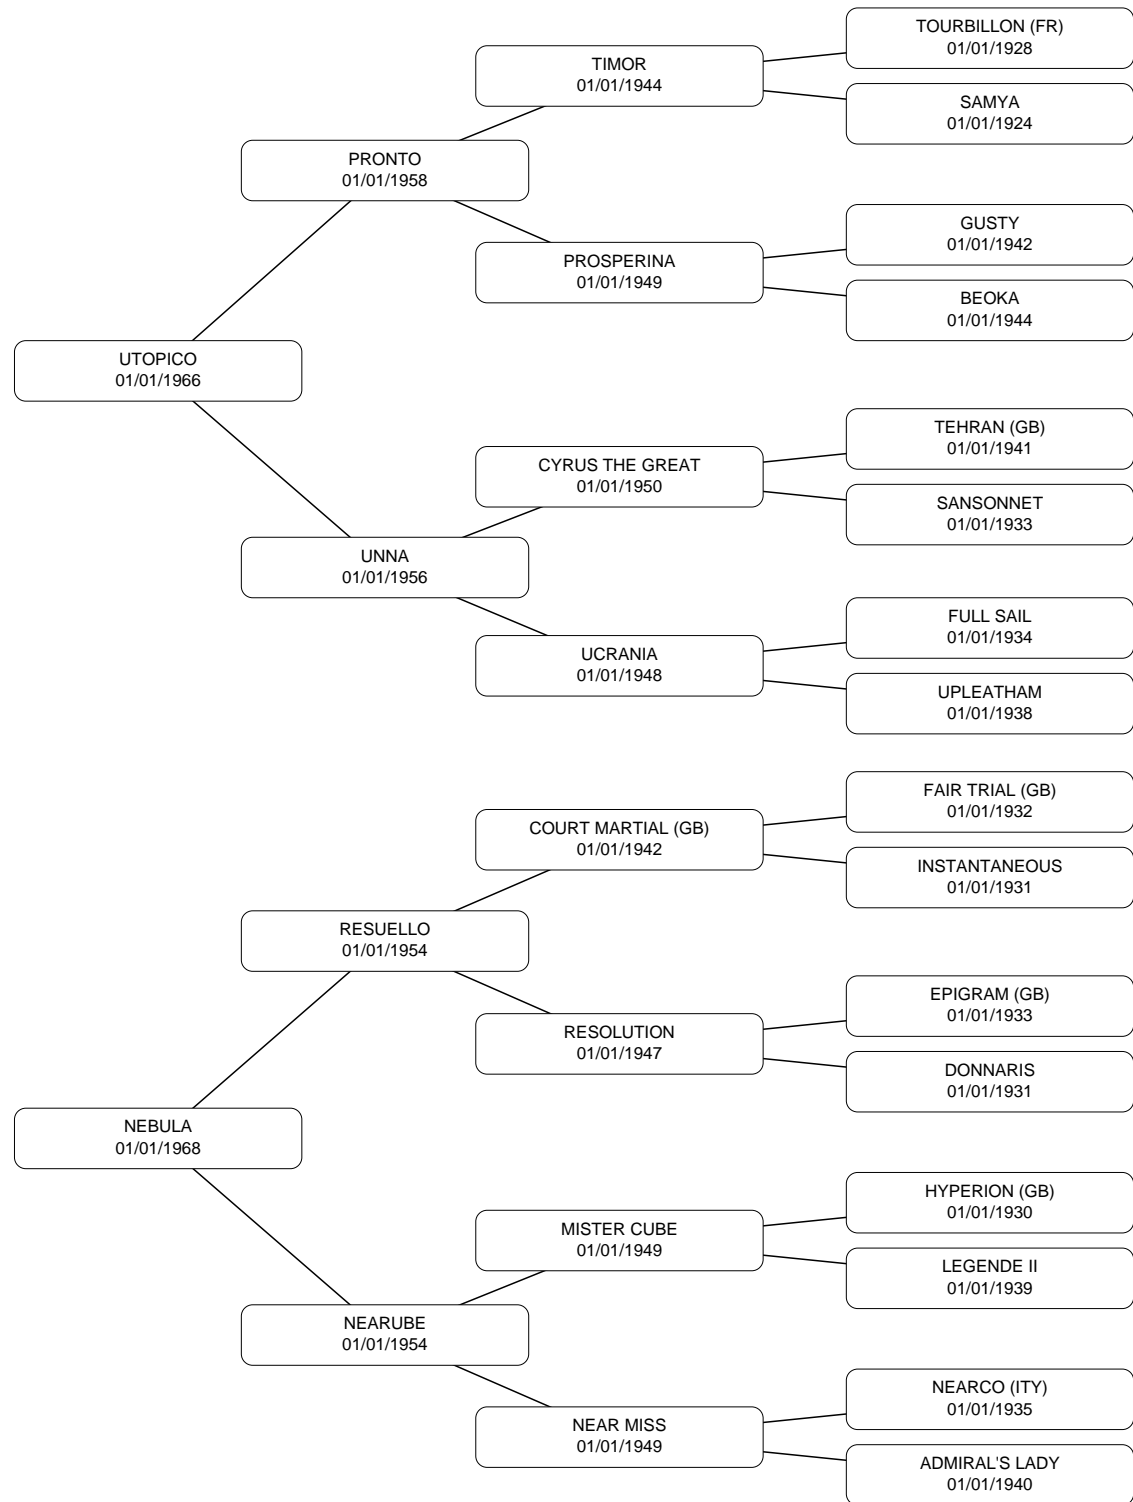 TOURBILLON (FR)
01/01/1928
TIMOR
01/01/1944
SAMYA
01/01/1924
PRONTO
01/01/1958
GUSTY
01/01/1942
PROSPERINA
01/01/1949
BEOKA
01/01/1944
UTOPICO
01/01/1966
TEHRAN (GB)
01/01/1941
CYRUS THE GREAT
01/01/1950
SANSONNET
01/01/1933
UNNA
01/01/1956
FULL SAIL
01/01/1934
UCRANIA
01/01/1948
UPLEATHAM
01/01/1938
FAIR TRIAL (GB)
01/01/1932
COURT MARTIAL (GB)
01/01/1942
INSTANTANEOUS
01/01/1931
RESUELLO
01/01/1954
EPIGRAM (GB)
01/01/1933
RESOLUTION
01/01/1947
DONNARIS
01/01/1931
NEBULA
01/01/1968
HYPERION (GB)
01/01/1930
MISTER CUBE
01/01/1949
LEGENDE II
01/01/1939
NEARUBE
01/01/1954
NEARCO (ITY)
01/01/1935
NEAR MISS
01/01/1949
ADMIRAL'S LADY
01/01/1940